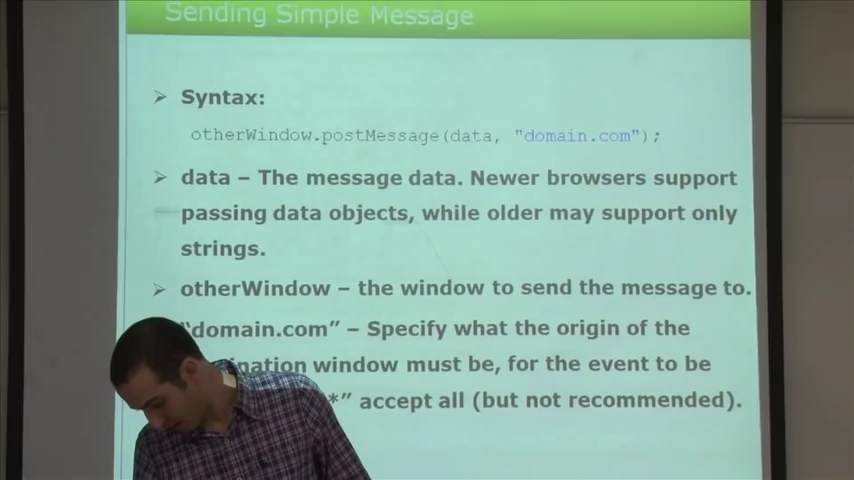 Sending Simple Message
➢ Syntax:
otherWindow.postMessage(data, "domain.com");
➢ data – The message data. Newer browsers support
passing data objects, while older may support only
strings.
➢ otherWindow – the window to send the message to.
“domain.com” – Specify what the origin of the
window must be, for the event to be
*” accept all (but not recommended).